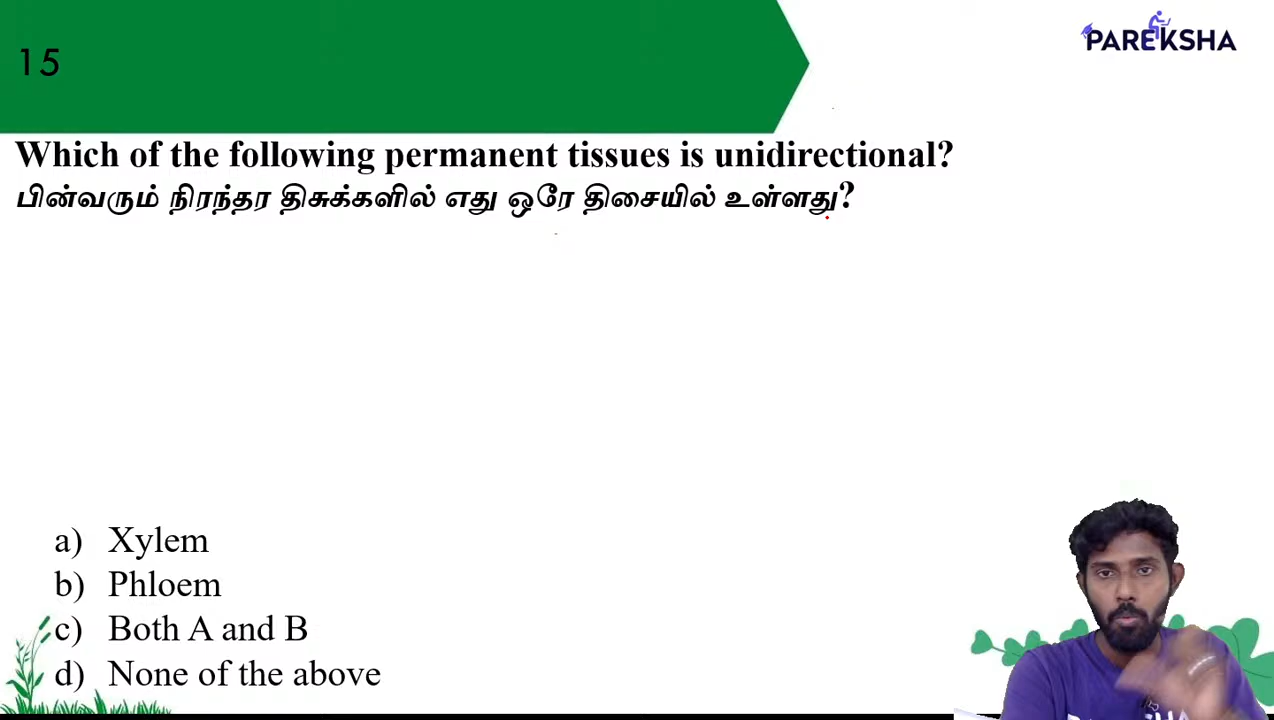 15
PAREKSHA
Which of the following permanent tissues is unidirectional?
பின்வரும் நிரந்தர திசுக்களில் எது ஒரே திசையில் உள்ளது?
a) Xylem
b) Phloem
c) Both A and B
d) None of the above
PAREKSHA